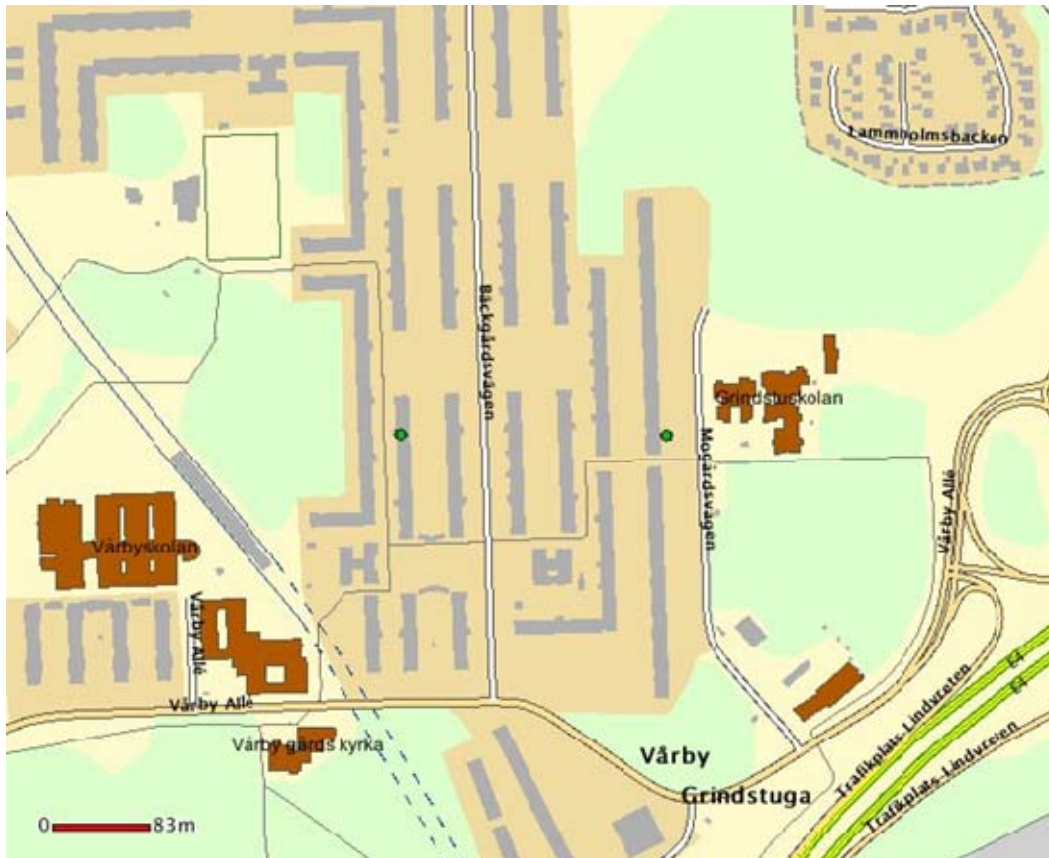 Lammholmsbacken
Bäckgårdsvägen
Grindstuskolan
Mogårdsvägen
Vårby Allé
Vårbyskolan
Vårby Allé
Vårby Allé
Vårby gårds kyrka
Vårby
Grindstuga
E4
E4
Trafikplats Lindvreten
Trafikplats Lindvreten
0 83m